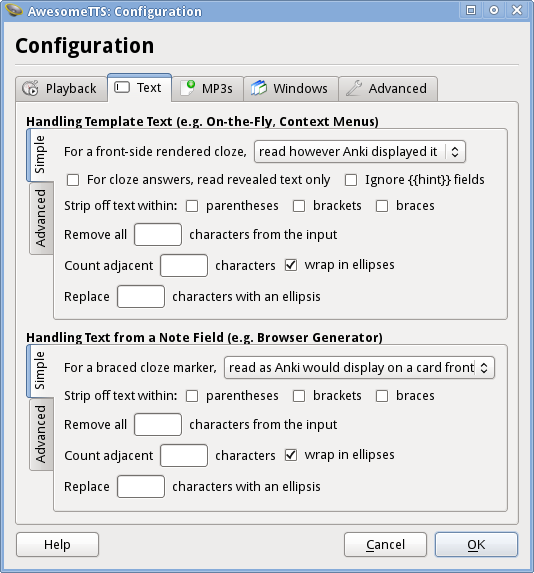 AwesomeTTS: Configuration
Configuration
Playback Text MP3s Windows Advanced
Handling Template Text (e.g. On-the-Fly, Context Menus)
Simple
Advanced
For a front-side rendered cloze, read however Anki displayed it
For cloze answers, read revealed text only Ignore {{hint}} fields
Strip off text within: parentheses brackets braces
Remove all characters from the input
Count adjacent characters wrap in ellipses
Replace characters with an ellipsis
Handling Text from a Note Field (e.g. Browser Generator)
Simple
Advanced
For a braced cloze marker, read as Anki would display on a card front
Strip off text within: parentheses brackets braces
Remove all characters from the input
Count adjacent characters wrap in ellipses
Replace characters with an ellipsis
Help Cancel OK